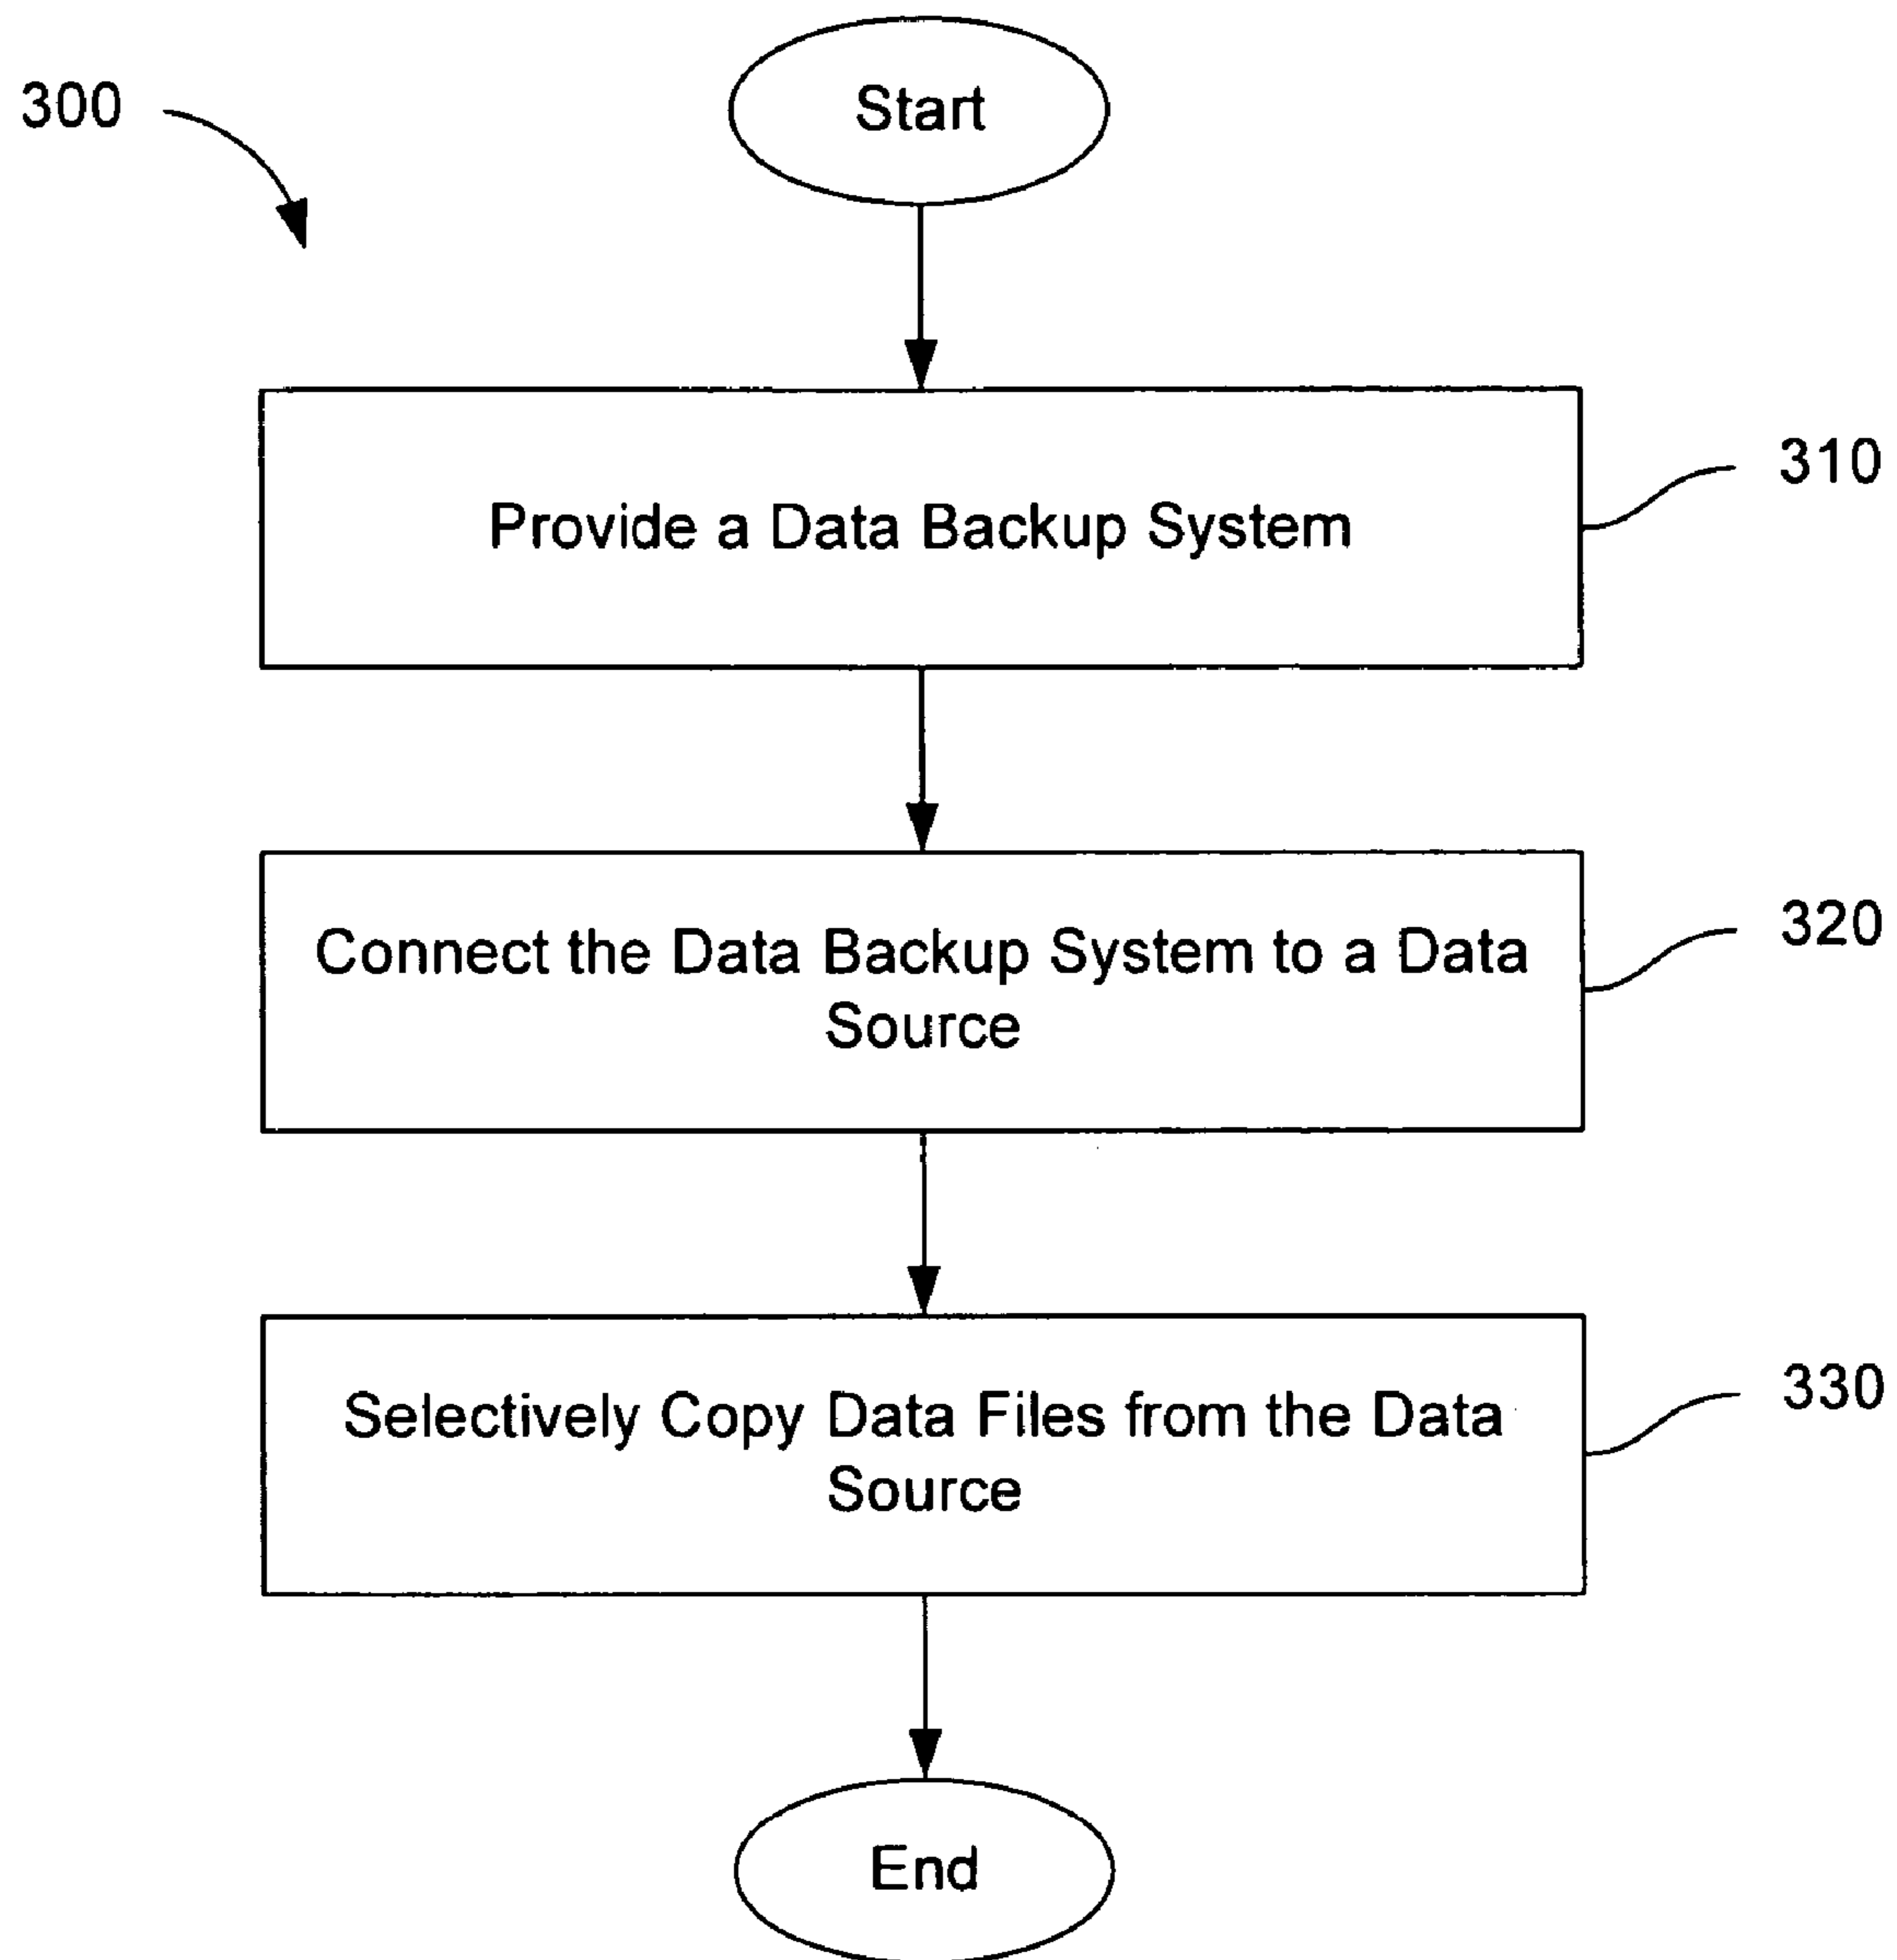 300
Start
Provide a Data Backup System
310
Connect the Data Backup System to a Data
Source
320
Selectively Copy Data Files from the Data
Source
330
End